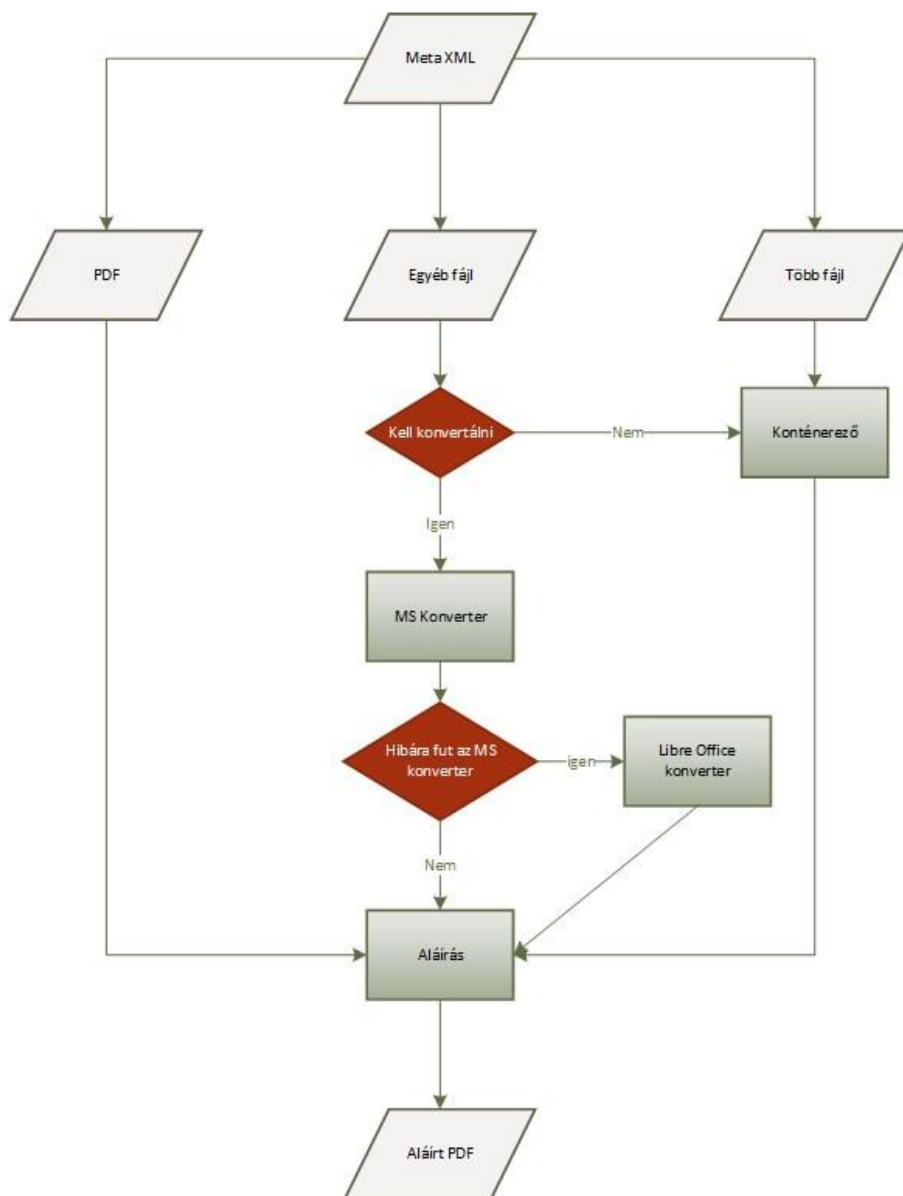 Meta XML
PDF
Egyéb fájl
Több fájl
Kell konvertálni
Nem
Konténerező
Igen
MS Konverter
Hibára fut az MS
konverter
igen
Libre Office
konverter
Nem
Aláírás
Aláírt PDF